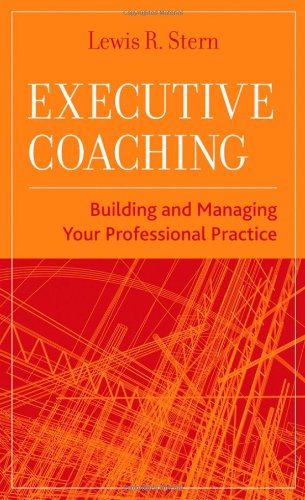 Lewis R. Stern
EXECUTIVE
COACHING
Building and Managing
Your Professional Practice